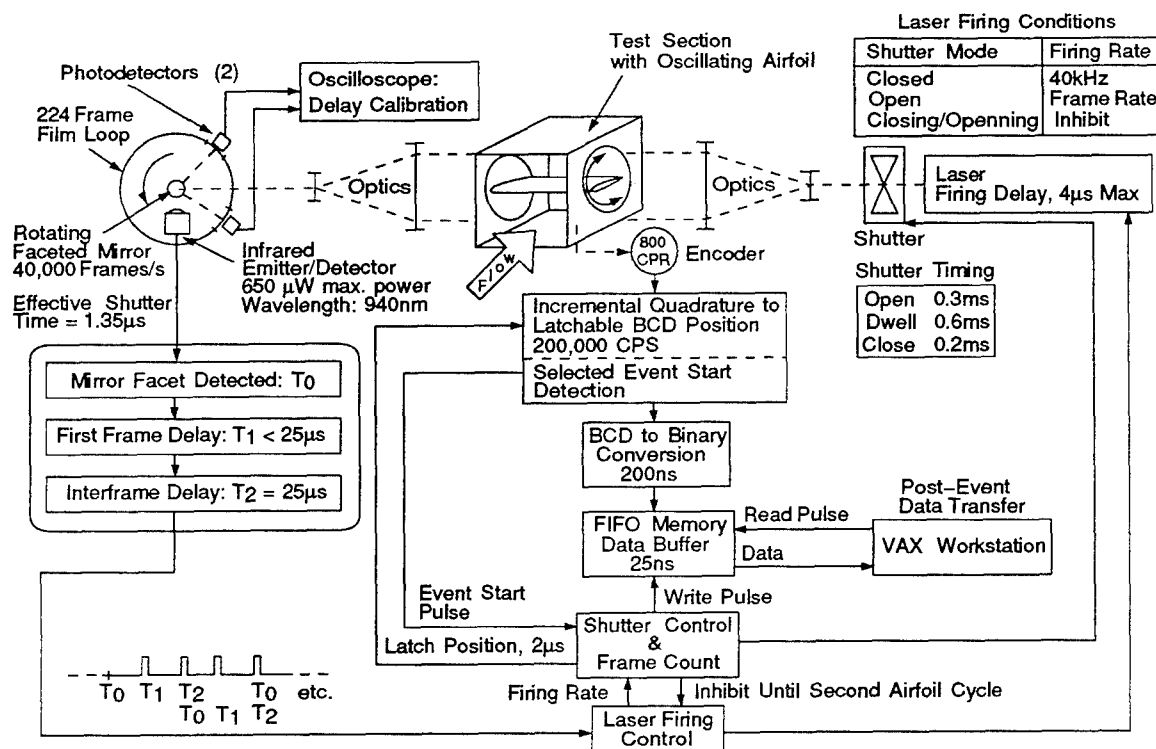 Laser Firing Conditions
Shutter Mode Firing Rate
Closed 40kHz
Open Frame Rate
Closing/Openning Inhibit
Test Section
with Oscillating Airfoil
Photodetectors (2)
Oscilloscope:
Delay Calibration
224 Frame
Film Loop
Optics
Optics
Laser
Firing Delay, 4µs Max
Shutter
Rotating
Faceted Mirror
40,000 Frames/s
Infrared
Emitter/Detector
650 µW max. power
Wavelength: 940nm
Flow
800
CPR
Encoder
Effective Shutter
Time = 1.35µs
Shutter Timing
Open 0.3ms
Dwell 0.6ms
Close 0.2ms
Incremental Quadrature to
Latchable BCD Position
200,000 CPS
Selected Event Start
Detection
Mirror Facet Detected: T0
First Frame Delay: T1 < 25µs
Interframe Delay: T2 = 25µs
BCD to Binary
Conversion
200ns
FIFO Memory
Data Buffer
25ns
Read Pulse
Data
Post-Event
Data Transfer
VAX Workstation
Write Pulse
Event Start
Pulse
Latch Position, 2µs
Shutter Control
&
Frame Count
Firing Rate
Inhibit Until Second Airfoil Cycle
Laser Firing
Control
T0 T1 T2 T0 etc.
T0 T1 T2